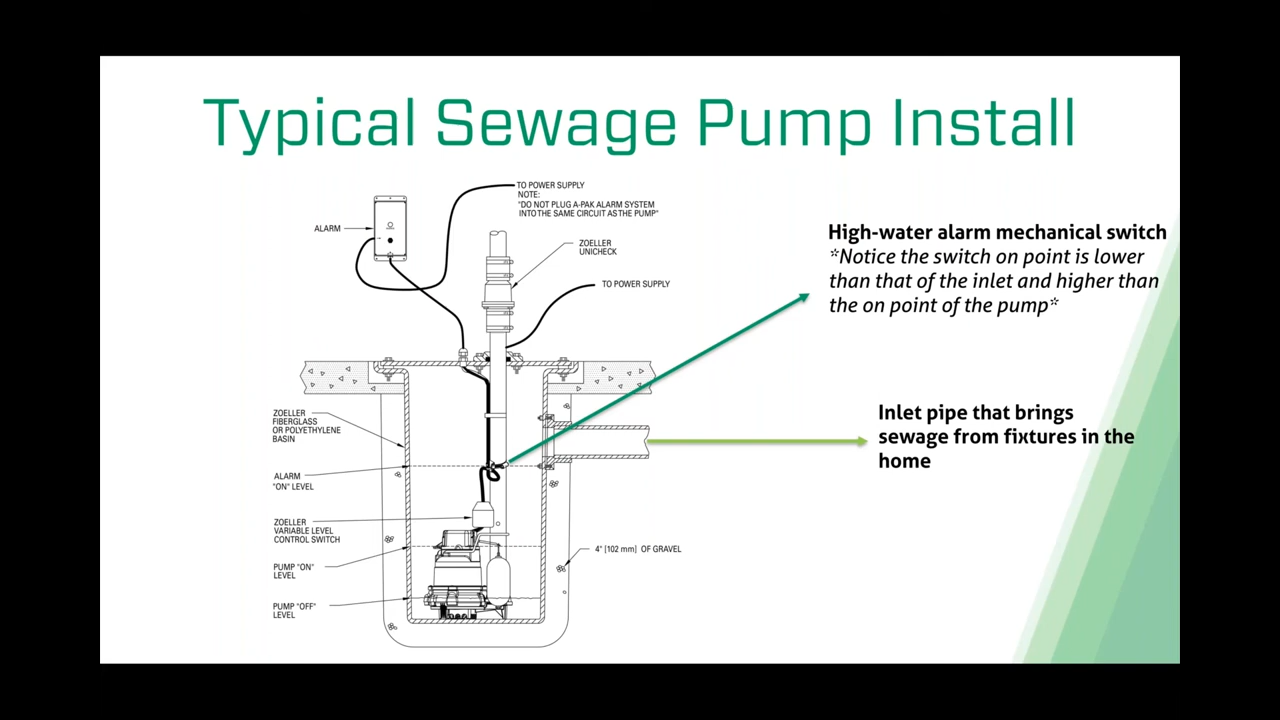 Typical Sewage Pump Install
TO POWER SUPPLY
NOTE:
"DO NOT PLUG A-PAK ALARM SYSTEM
INTO THE SAME CIRCUIT AS THE PUMP"
ALARM
ZOELLER
UNICHECK
TO POWER SUPPLY
High-water alarm mechanical switch
*Notice the switch on point is lower
than that of the inlet and higher than
the on point of the pump*
ZOELLER
FIBERGLASS
OR POLYETHYLENE
BASIN
Inlet pipe that brings
sewage from fixtures in the
home
ALARM
"ON" LEVEL
ZOELLER
VARIABLE LEVEL
CONTROL SWITCH
4" [102 mm] OF GRAVEL
PUMP "ON"
LEVEL
PUMP "OFF"
LEVEL